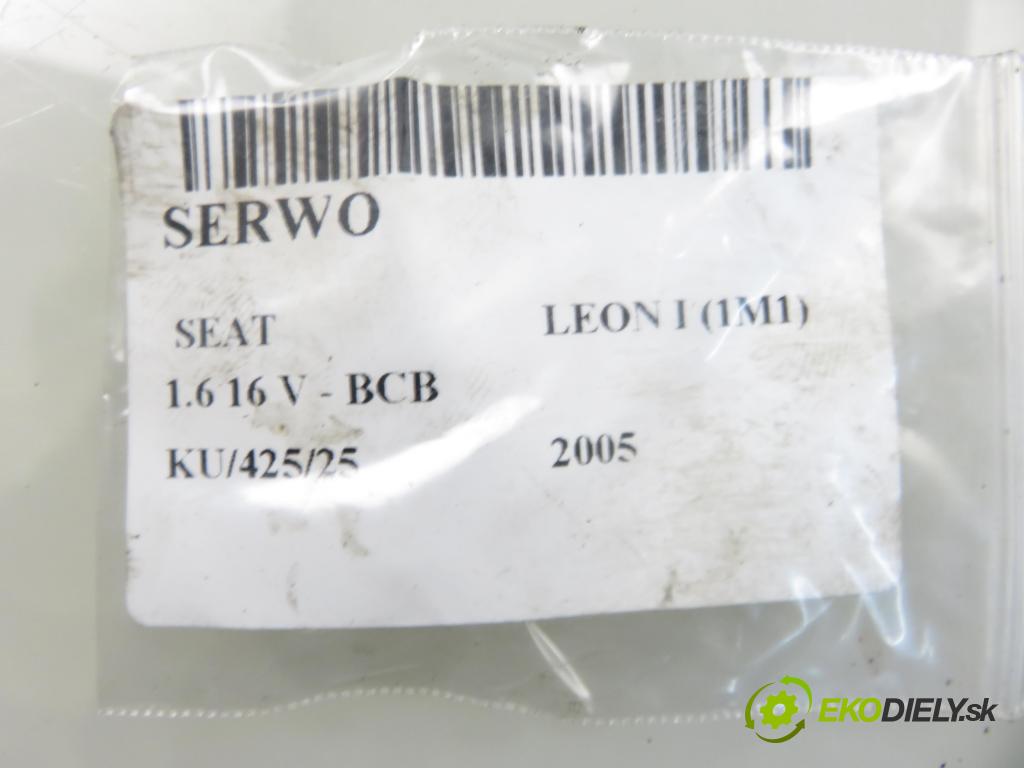 SERWO
SEAT LEON I (1M1)
1.6 16 V - BCB
KU/425/25 2005
EKODIELY.sk